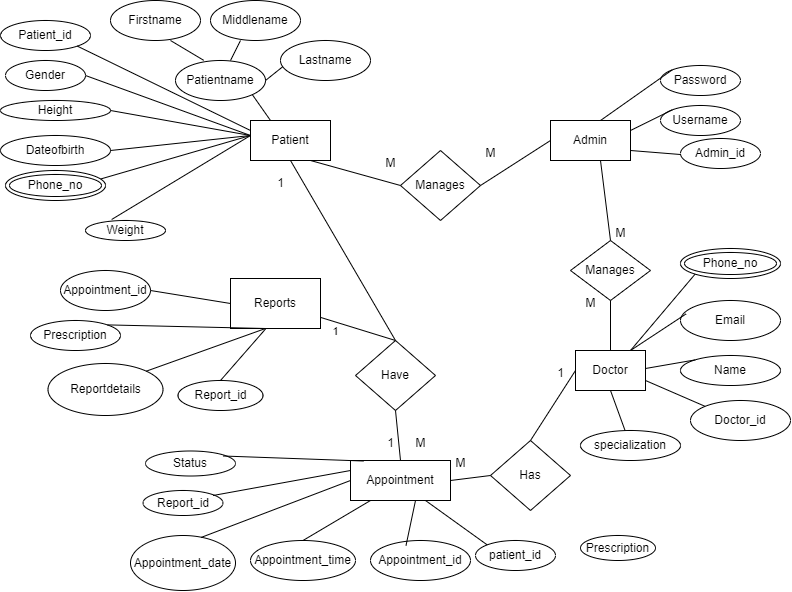 Firstname
Middlename
Patient_id
Lastname
Gender
Patientname
Password
Height
Username
Patient
Admin
Dateofbirth
M
M
Admin_id
Phone_no
1
Manages
Weight
M
Phone_no
Manages
Appointment_id
Reports
M
Email
Prescription
1
Have
1
Doctor
Name
Reportdetails
Report_id
Doctor_id
1
M
specialization
Status
M
Has
Appointment
Report_id
Appointment_date
Appointment_time
Appointment_id
patient_id
Prescription